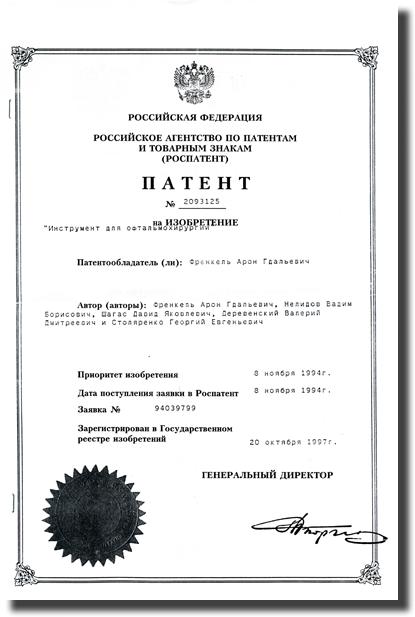 РОССИЙСКАЯ ФЕДЕРАЦИЯ
РОССИЙСКОЕ АГЕНТСТВО ПО ПАТЕНТАМ
И ТОВАРНЫМ ЗНАКАМ
(РОСПАТЕНТ)
ПАТЕНТ
№ 2093125
на ИЗОБРЕТЕНИЕ
"Инструмент для офтальмохирургии"
Патентообладатель (ли): Френкель Арон Гдальевич
Автор (авторы): Френкель Арон Гдальевич, Нелидов Вадим
Борисович, Шагас Давид Яковлевич, Деревенский Валерий
Дмитреевич и Столяренко Георгий Евгеньевич
Приоритет изобретения 8 ноября 1994г.
Дата поступления заявки в Роспатент 8 ноября 1994г.
Заявка № 94039799
Зарегистрирован в Государственном
реестре изобретений 20 октября 1997г.
ГЕНЕРАЛЬНЫЙ ДИРЕКТОР